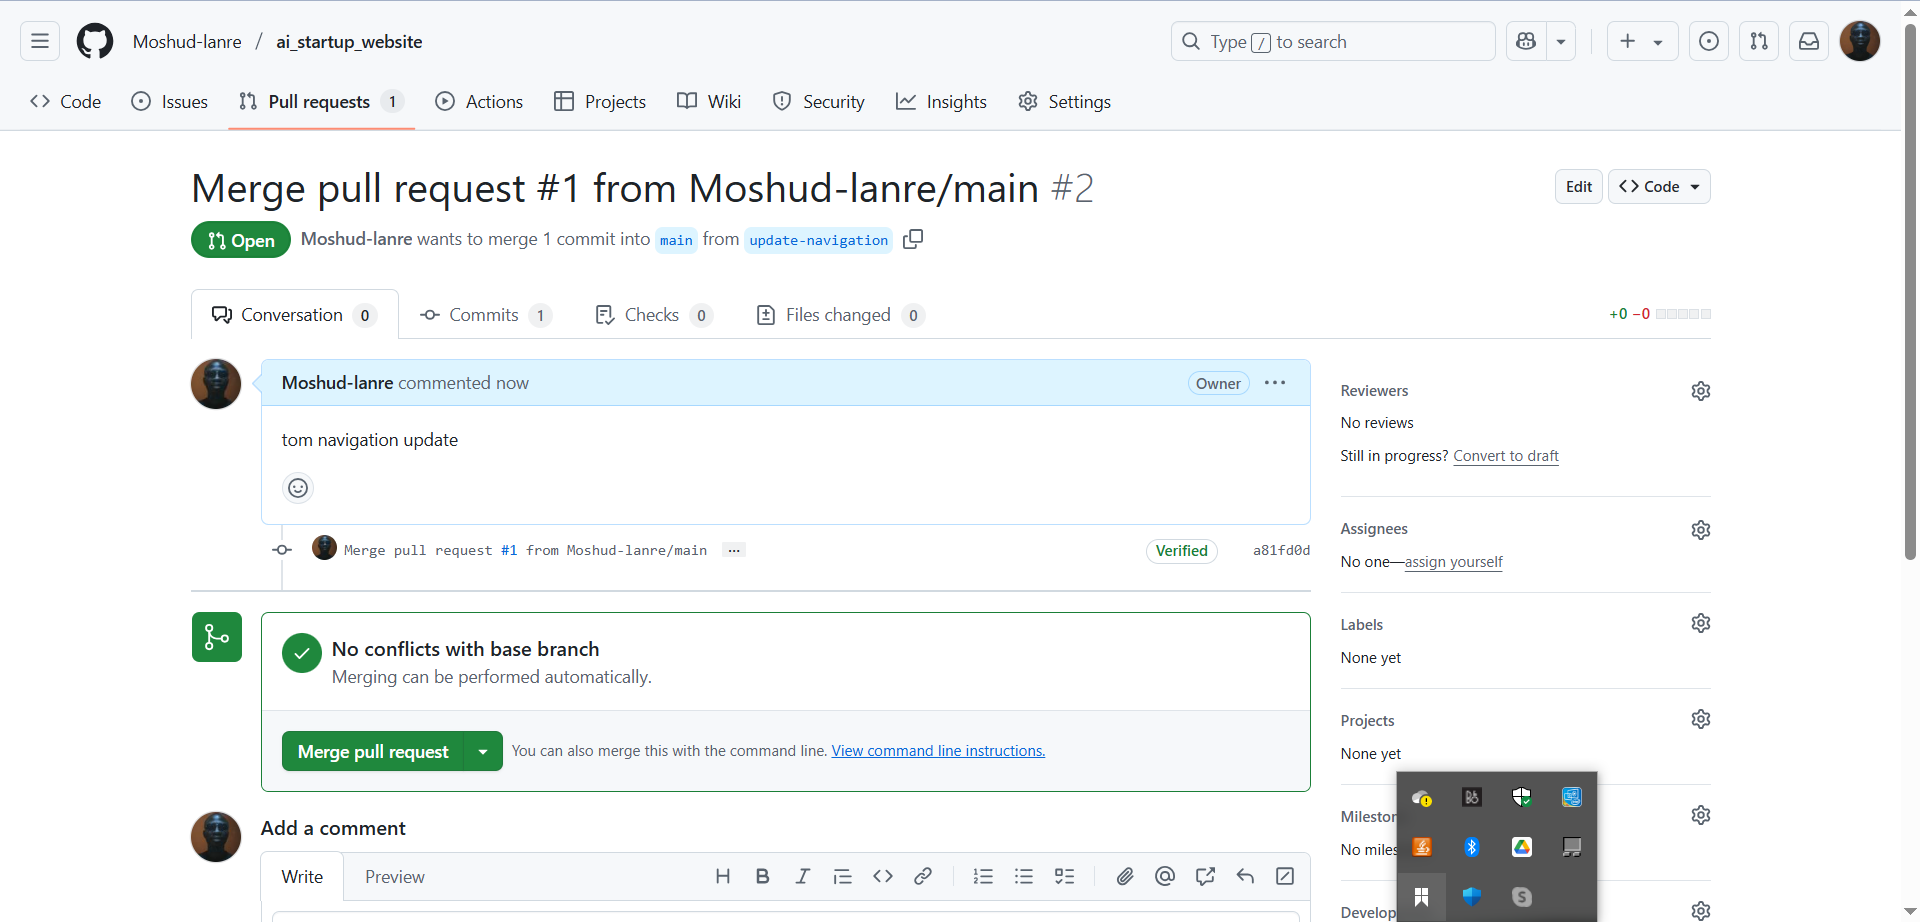 Moshud-lanre / ai_startup_website
Type / to search
Code
Issues
Pull requests 1
Actions
Projects
Wiki
Security
Insights
Settings
Merge pull request #1 from Moshud-lanre/main #2
Edit
Code
Open
Moshud-lanre wants to merge 1 commit into main from update-navigation
Conversation 0
Commits 1
Checks 0
Files changed 0
+0 −0
Moshud-lanre commented now
Owner
tom navigation update
Merge pull request #1 from Moshud-lanre/main
Verified
a81fd0d
No conflicts with base branch
Merging can be performed automatically.
Merge pull request
You can also merge this with the command line. View command line instructions.
Add a comment
Write
Preview
Reviewers
No reviews
Still in progress? Convert to draft
Assignees
No one—assign yourself
Labels
None yet
Projects
None yet
Mileston
No miles
Develop